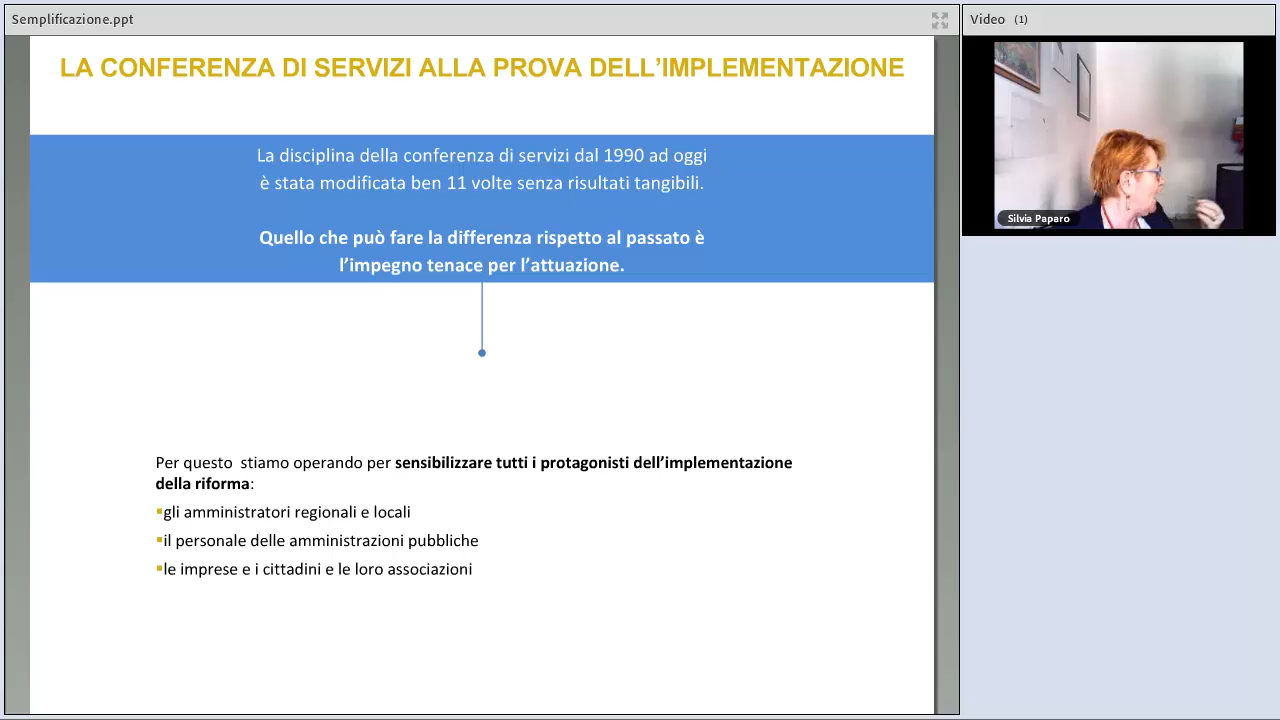 Semplificazione.ppt
Video (1)
LA CONFERENZA DI SERVIZI ALLA PROVA DELL’IMPLEMENTAZIONE
La disciplina della conferenza di servizi dal 1990 ad oggi
è stata modificata ben 11 volte senza risultati tangibili.
Quello che può fare la differenza rispetto al passato è
l’impegno tenace per l’attuazione.
Silvia Paparo
Per questo  stiamo operando per sensibilizzare tutti i protagonisti dell’implementazione
della riforma:
▪gli amministratori regionali e locali
▪il personale delle amministrazioni pubbliche
▪le imprese e i cittadini e le loro associazioni